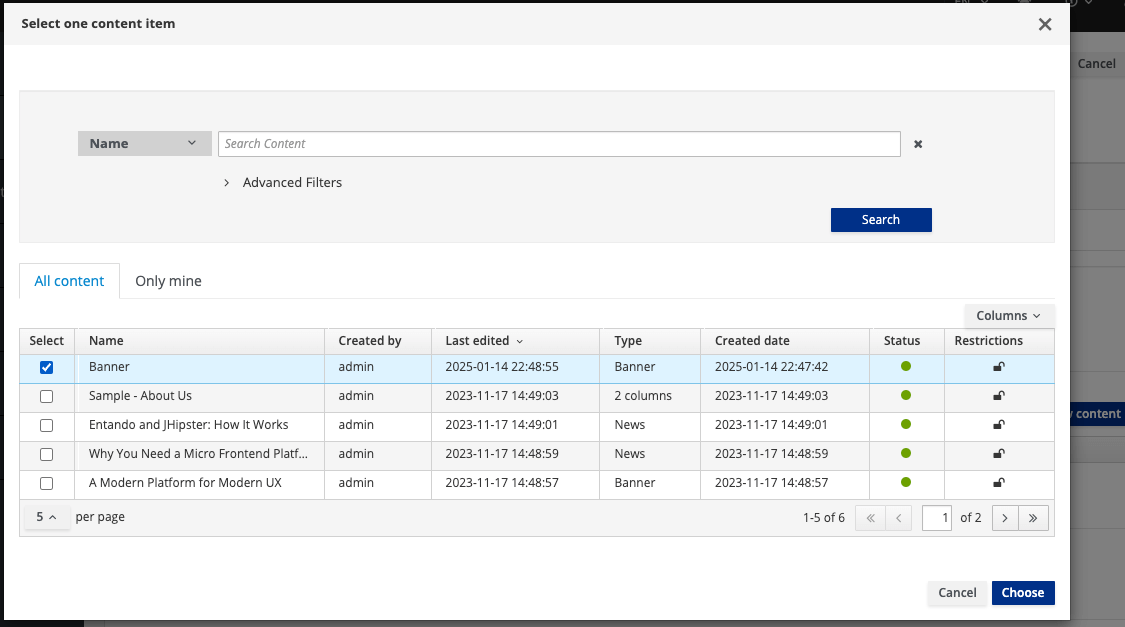 Select one content item
Cancel
Name
Search Content
Advanced Filters
Search
All content
Only mine
Columns
Select Name Created by Last edited Type Created date Status Restrictions
Banner admin 2025-01-14 22:48:55 Banner 2025-01-14 22:47:42
Sample - About Us admin 2023-11-17 14:49:03 2 columns 2023-11-17 14:49:03
Entando and JHipster: How It Works admin 2023-11-17 14:49:01 News 2023-11-17 14:49:01
Why You Need a Micro Frontend Platf... admin 2023-11-17 14:48:59 News 2023-11-17 14:48:59
A Modern Platform for Modern UX admin 2023-11-17 14:48:57 Banner 2023-11-17 14:48:57
content
5 per page 1-5 of 6 1 of 2
Cancel Choose